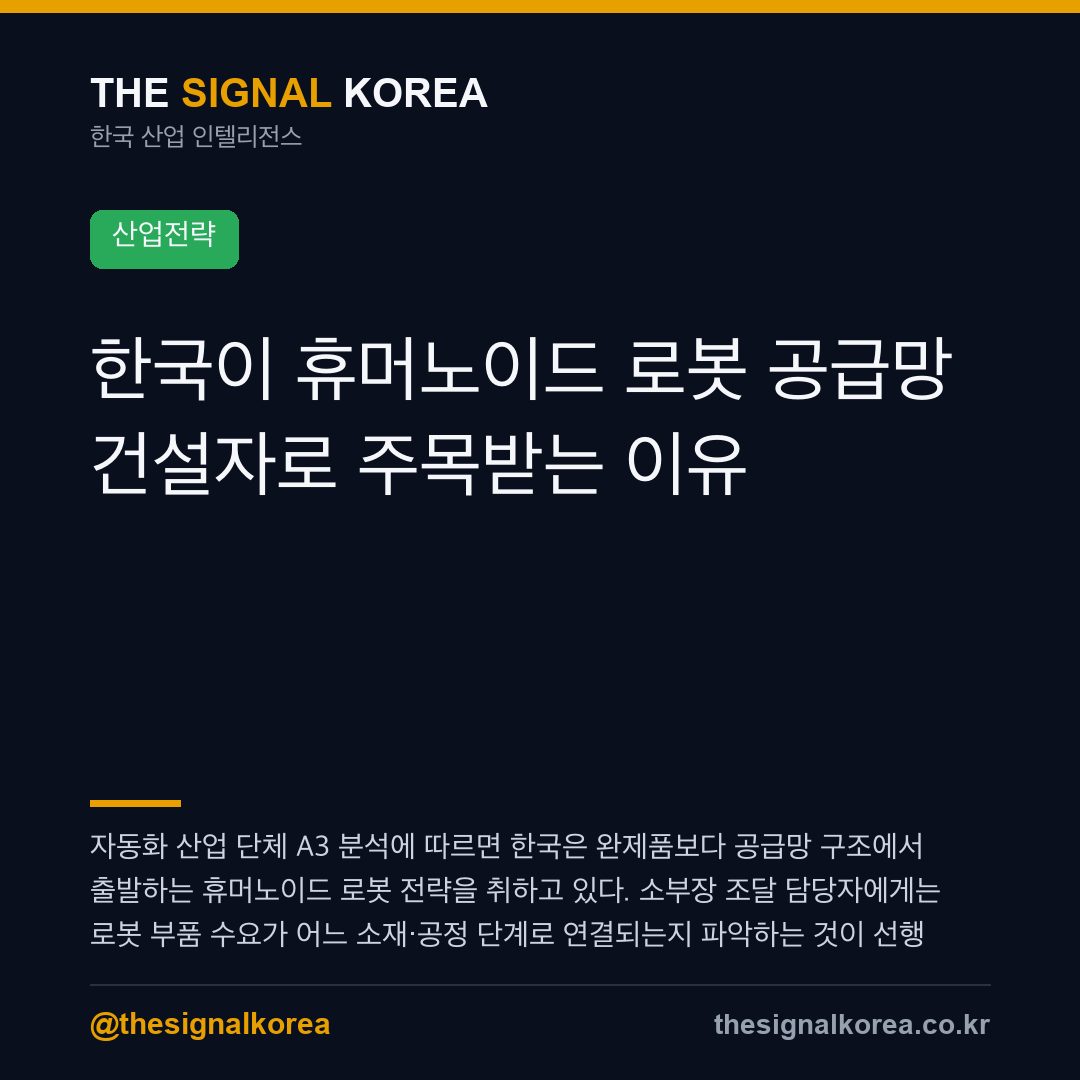 THE SIGNAL KOREA
한국 산업 인텔리전스
산업전략
한국이 휴머노이드 로봇 공급망
건설자로 주목받는 이유
자동화 산업 단체 A3 분석에 따르면 한국은 완제품보다 공급망 구조에서
출발하는 휴머노이드 로봇 전략을 취하고 있다. 소부장 조달 담당자에게는
로봇 부품 수요가 어느 소재·공정 단계로 연결되는지 파악하는 것이 선행
@thesignalkorea
thesignalkorea.co.kr